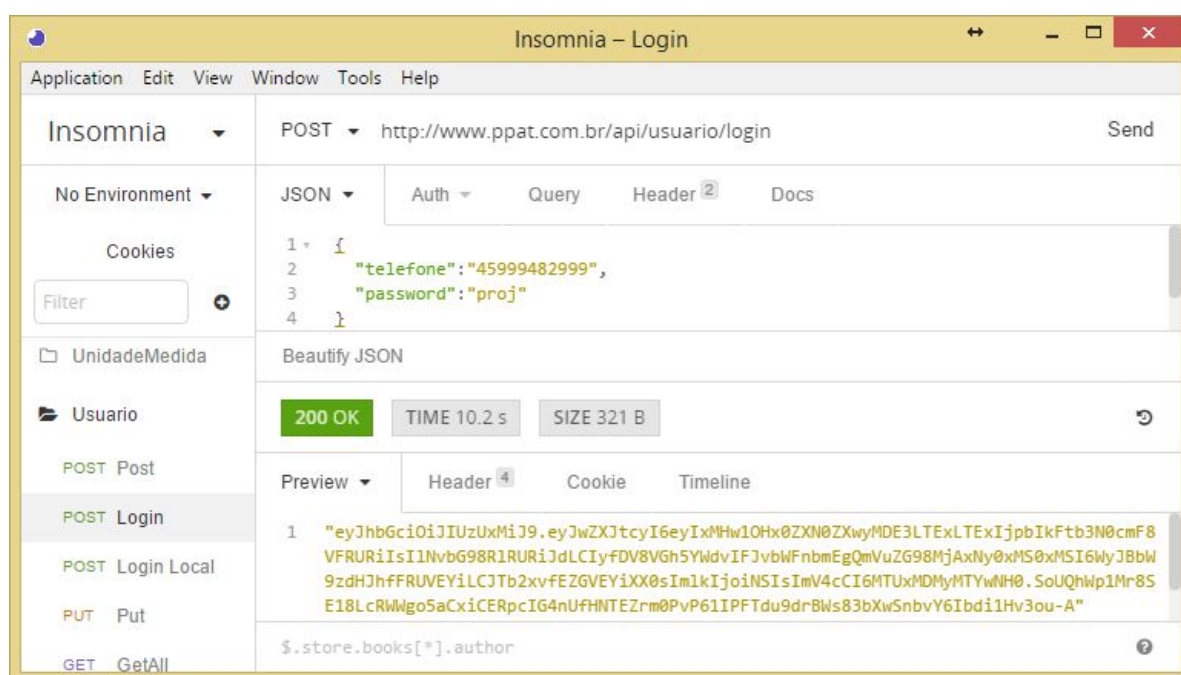 Insomnia – Login
Application Edit View Window Tools Help
Insomnia
POST http://www.ppat.com.br/api/usuario/login Send
No Environment
JSON Auth Query Header 2 Docs
Cookies
Filter
1 {
2 "telefone":"45999482999",
3 "password":"proj"
4 }
UnidadeMedida
Beautify JSON
Usuario
200 OK TIME 10.2 s SIZE 321 B
POST Post
Preview Header 4 Cookie Timeline
POST Login
1 "eyJhbGciOiJIUzUxMiJ9.eyJwZXJtcyI6eyIxMHw1OHx0ZXN0ZXwyMDE3LTExLTExIjpbIkFtb3N0cmF8
VFRURiIsIlNvbG98RlRURiJdLCIyfDV8VGh5YWdvIFJvbWFnbmEgQmVuZG98MjAxNy0xMS0xMSI6WyJBbW
9zdHJhfFRUVEYiLCJTb2xvfEZGVEYiXX0sImlkIjoiNSIsImV4cCI6MTUxMDMyMTYwNH0.SoUQhWp1Mr8S
E18LcRWWgo5aCxiCERpcIG4nUfHNTEZrm0PvP61IPFTdu9drBWs83bXwSnbvY6Ibdi1Hv3ou-A"
POST Login Local
PUT Put
GET GetAll
$.store.books[*].author